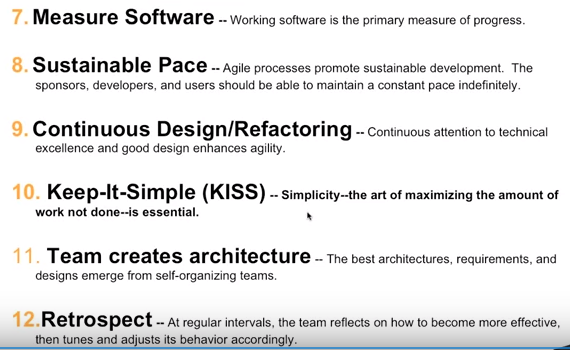 7. Measure Software -- Working software is the primary measure of progress.
8. Sustainable Pace -- Agile processes promote sustainable development. The
sponsors, developers, and users should be able to maintain a constant pace indefinitely.
9. Continuous Design/Refactoring -- Continuous attention to technical
excellence and good design enhances agility.
10. Keep-It-Simple (KISS) -- Simplicity--the art of maximizing the amount of
work not done--is essential.
11. Team creates architecture -- The best architectures, requirements, and
designs emerge from self-organizing teams.
12.Retrospect -- At regular intervals, the team reflects on how to become more effective,
then tunes and adjusts its behavior accordingly.